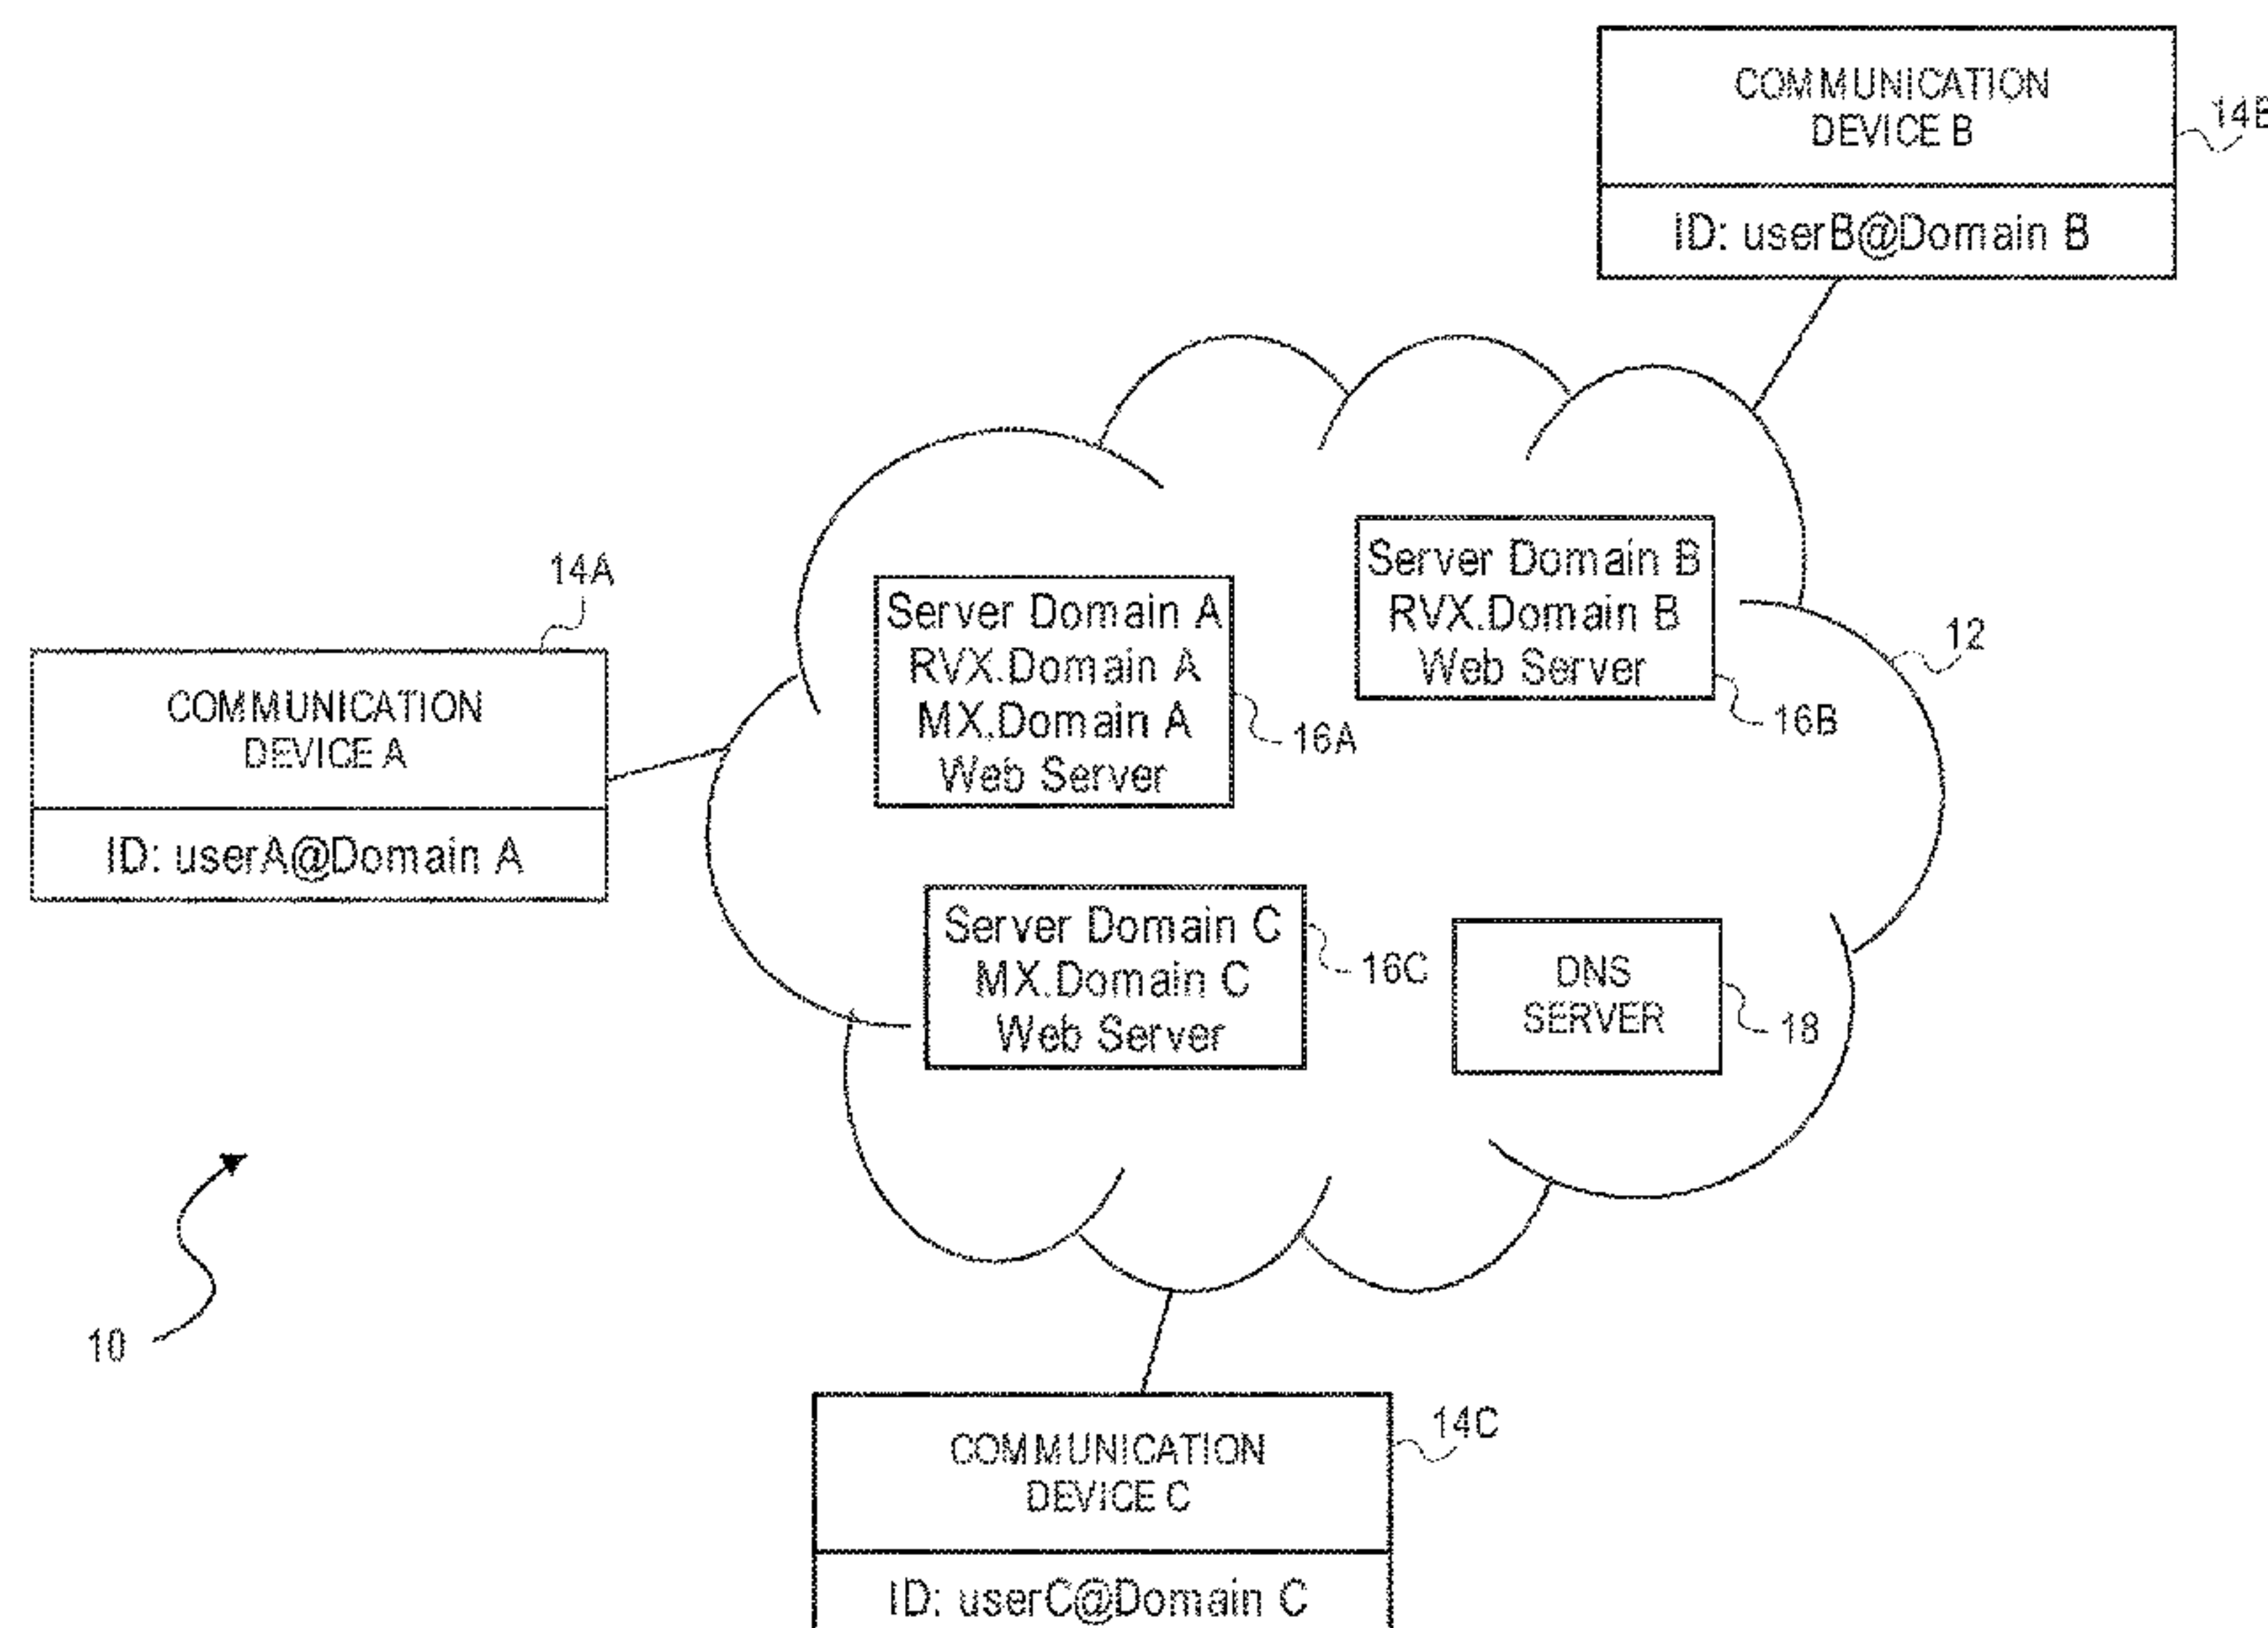 COMMUNICATION
DEVICE B
14B
ID: userB@Domain B
Server Domain B
RVX.Domain B
Web Server
16B
12
14A
COMMUNICATION
DEVICE A
ID: userA@Domain A
Server Domain A
RVX.Domain A
MX.Domain A
Web Server
16A
Server Domain C
MX.Domain C
Web Server
16C
DNS
SERVER
18
10
COMMUNICATION
DEVICE C
14C
ID: userC@Domain C